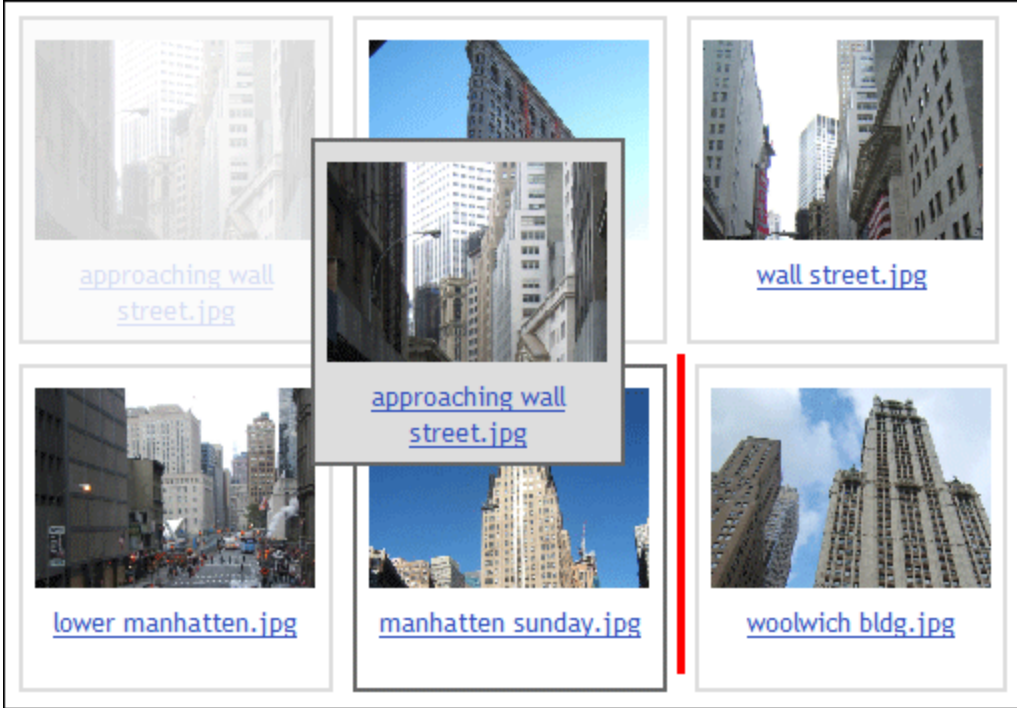 approaching wall
street.jpg
wall street.jpg
approaching wall
street.jpg
lower manhatten.jpg
manhatten sunday.jpg
woolwich bldg.jpg